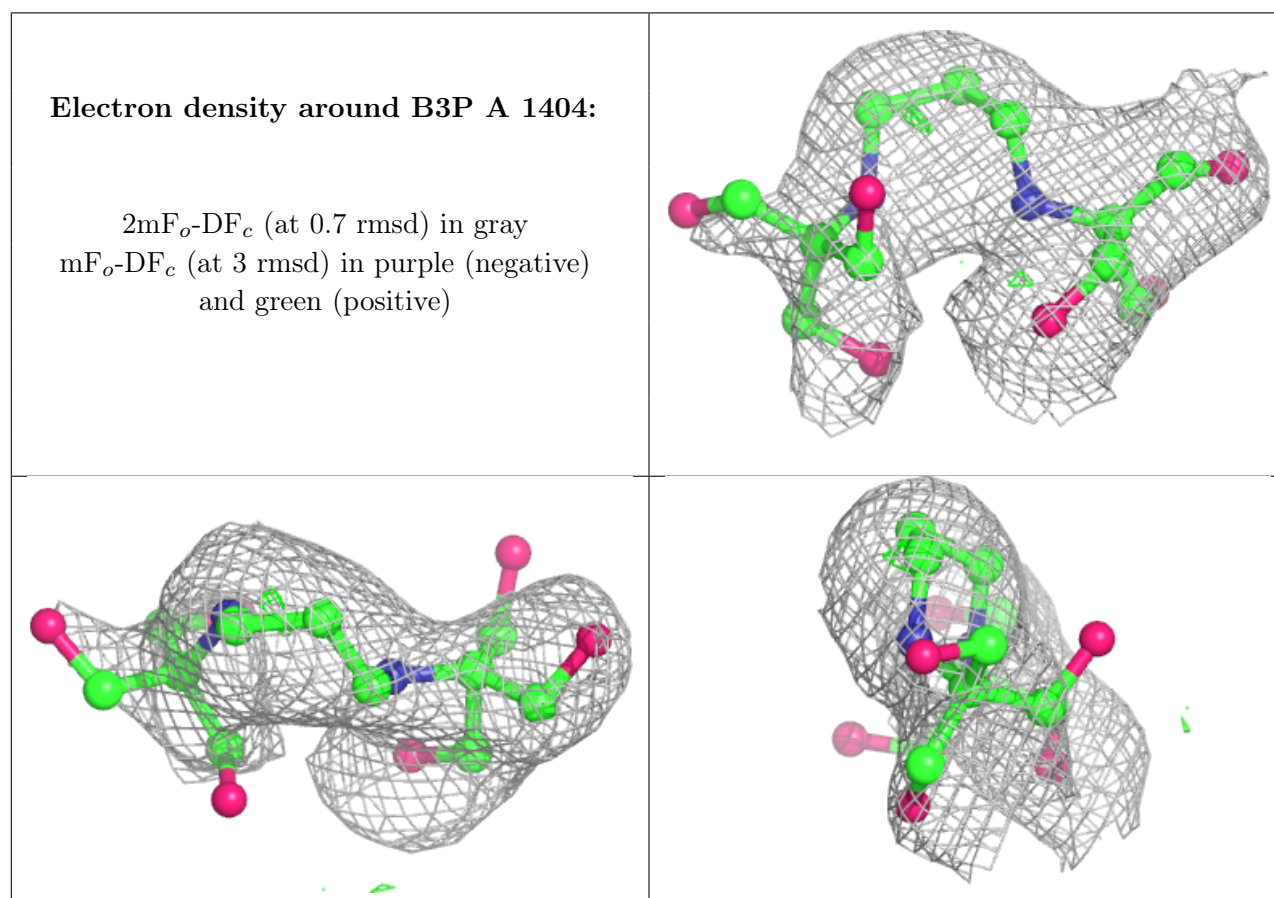 Electron density around B3P A 1404:
2mFo-DFc (at 0.7 rmsd) in gray
mFo-DFc (at 3 rmsd) in purple (negative)
and green (positive)